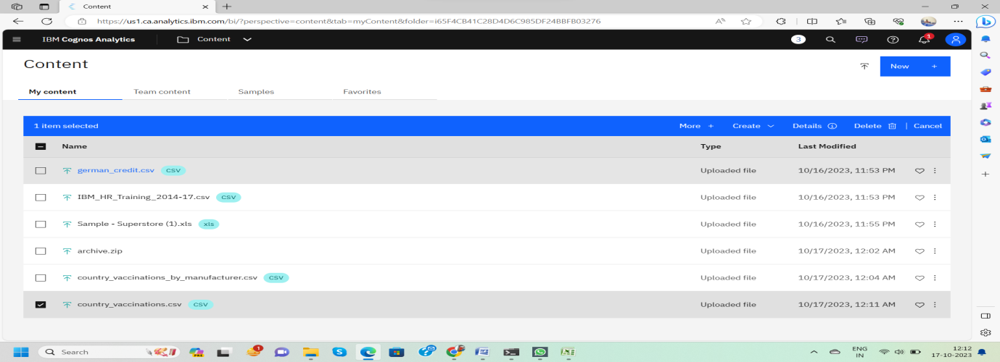 Content
https://us1.ca.analytics.ibm.com/bi/?perspective=content&tab=myContent&folder=i65F4CB41C28D4D6C985DF24BBFB03276
IBM Cognos Analytics Content 3 1
Content New +
My content Team content Samples Favorites
1 item selected More + Create Details Delete | Cancel
Name Type Last Modified
german_credit.csv CSV Uploaded file 10/16/2023, 11:53 PM
IBM_HR_Training_2014-17.csv CSV Uploaded file 10/16/2023, 11:53 PM
Sample - Superstore (1).xls xls Uploaded file 10/16/2023, 11:55 PM
archive.zip Uploaded file 10/17/2023, 12:02 AM
country_vaccinations_by_manufacturer.csv CSV Uploaded file 10/17/2023, 12:04 AM
country_vaccinations.csv CSV Uploaded file 10/17/2023, 12:11 AM
Search 1 ENG 12:12
IN 17-10-2023